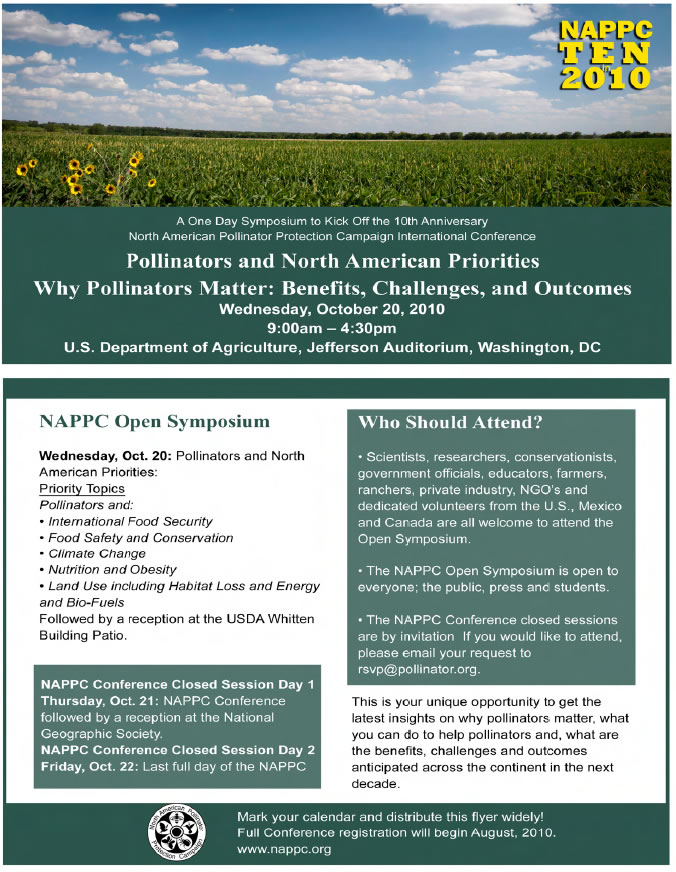 NAPPC
TEN
in
2010
A One Day Symposium to Kick Off the 10th Anniversary
North American Pollinator Protection Campaign International Conference
Pollinators and North American Priorities
Why Pollinators Matter: Benefits, Challenges, and Outcomes
Wednesday, October 20, 2010
9:00am – 4:30pm
U.S. Department of Agriculture, Jefferson Auditorium, Washington, DC
NAPPC Open Symposium
Wednesday, Oct. 20: Pollinators and North
American Priorities:
Priority Topics
Pollinators and:
• International Food Security
• Food Safety and Conservation
• Climate Change
• Nutrition and Obesity
• Land Use including Habitat Loss and Energy
and Bio-Fuels
Followed by a reception at the USDA Whitten
Building Patio.
NAPPC Conference Closed Session Day 1
Thursday, Oct. 21: NAPPC Conference
followed by a reception at the National
Geographic Society.
NAPPC Conference Closed Session Day 2
Friday, Oct. 22: Last full day of the NAPPC
Who Should Attend?
• Scientists, researchers, conservationists,
government officials, educators, farmers,
ranchers, private industry, NGO's and
dedicated volunteers from the U.S., Mexico
and Canada are all welcome to attend the
Open Symposium.
• The NAPPC Open Symposium is open to
everyone; the public, press and students.
• The NAPPC Conference closed sessions
are by invitation  If you would like to attend,
please email your request to
rsvp@pollinator.org.
This is your unique opportunity to get the
latest insights on why pollinators matter, what
you can do to help pollinators and, what are
the benefits, challenges and outcomes
anticipated across the continent in the next
decade.
North American Pollinator
Protection Campaign
Mark your calendar and distribute this flyer widely!
Full Conference registration will begin August, 2010.
www.nappc.org